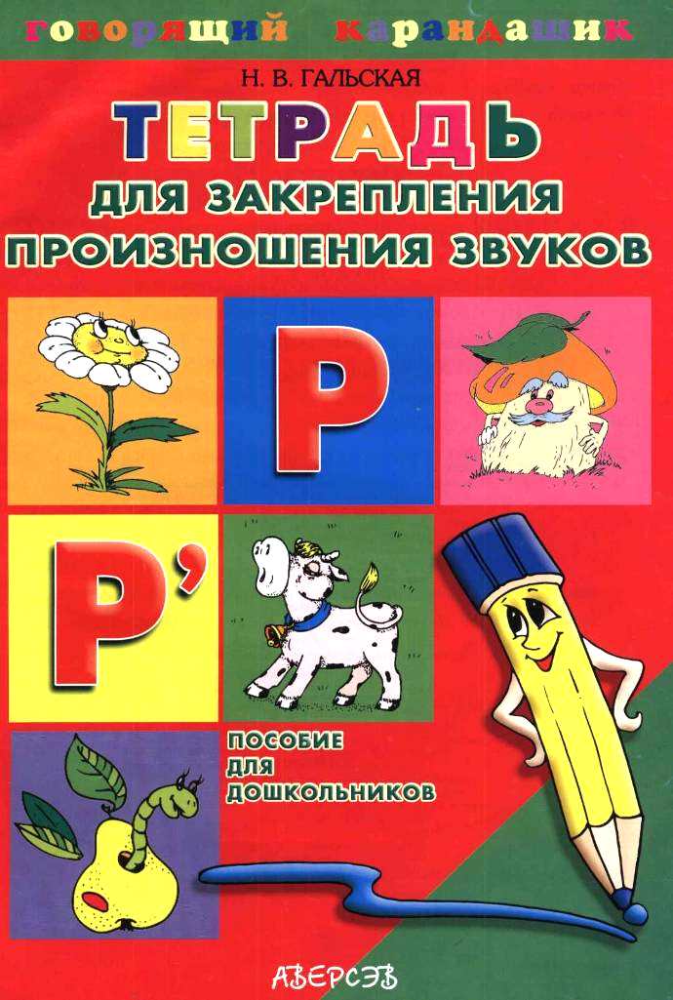 говорящий карандашик
Н. В. ГАЛЬСКАЯ
ТЕТРАДЬ
ДЛЯ ЗАКРЕПЛЕНИЯ
ПРОИЗНОШЕНИЯ ЗВУКОВ
Р
Р’
ПОСОБИЕ
ДЛЯ
ДОШКОЛЬНИКОВ
АВЕРСЭВ